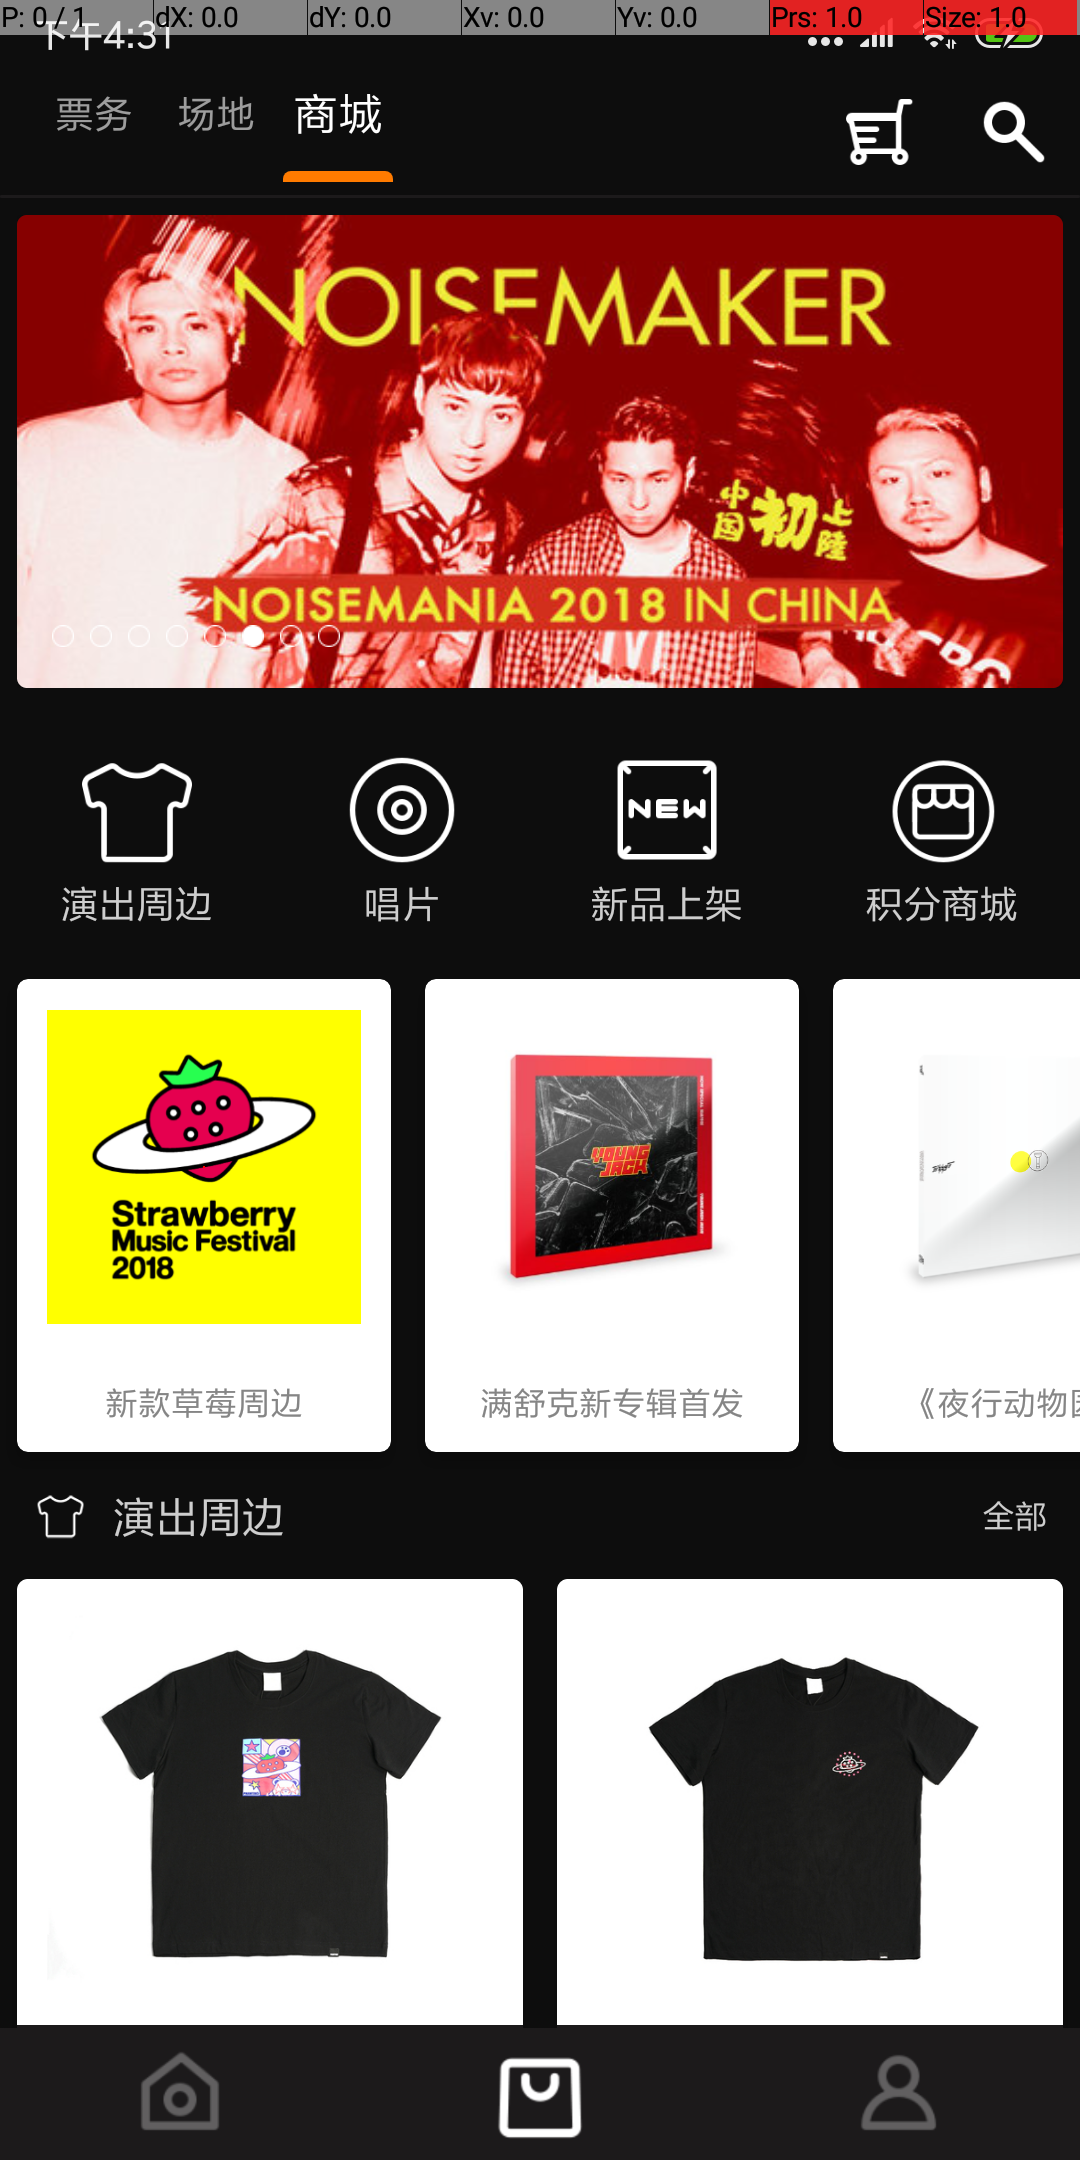 P: 0 / 1 dX: 0.0 dY: 0.0 Xv: 0.0 Yv: 0.0 Prs: 1.0 Size: 1.0
下午4:31
票务 场地 商城
NOISEMAKER
中国 初 上陸
NOISEMANIA 2018 IN CHINA
NEW
演出周边 唱片 新品上架 积分商城
Strawberry
Music Festival
2018
YOUNG
JACK
新款草莓周边 满舒克新专辑首发 《夜行动物园
演出周边 全部